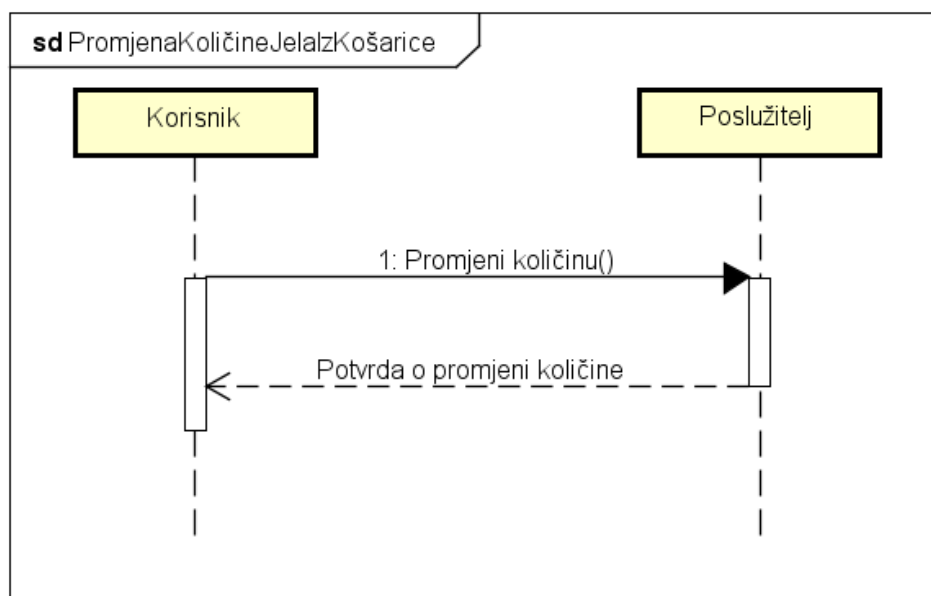 sd PromjenaKoličineJelaIzKošarice
Korisnik
Poslužitelj
1: Promjeni količinu()
Potvrda o promjeni količine